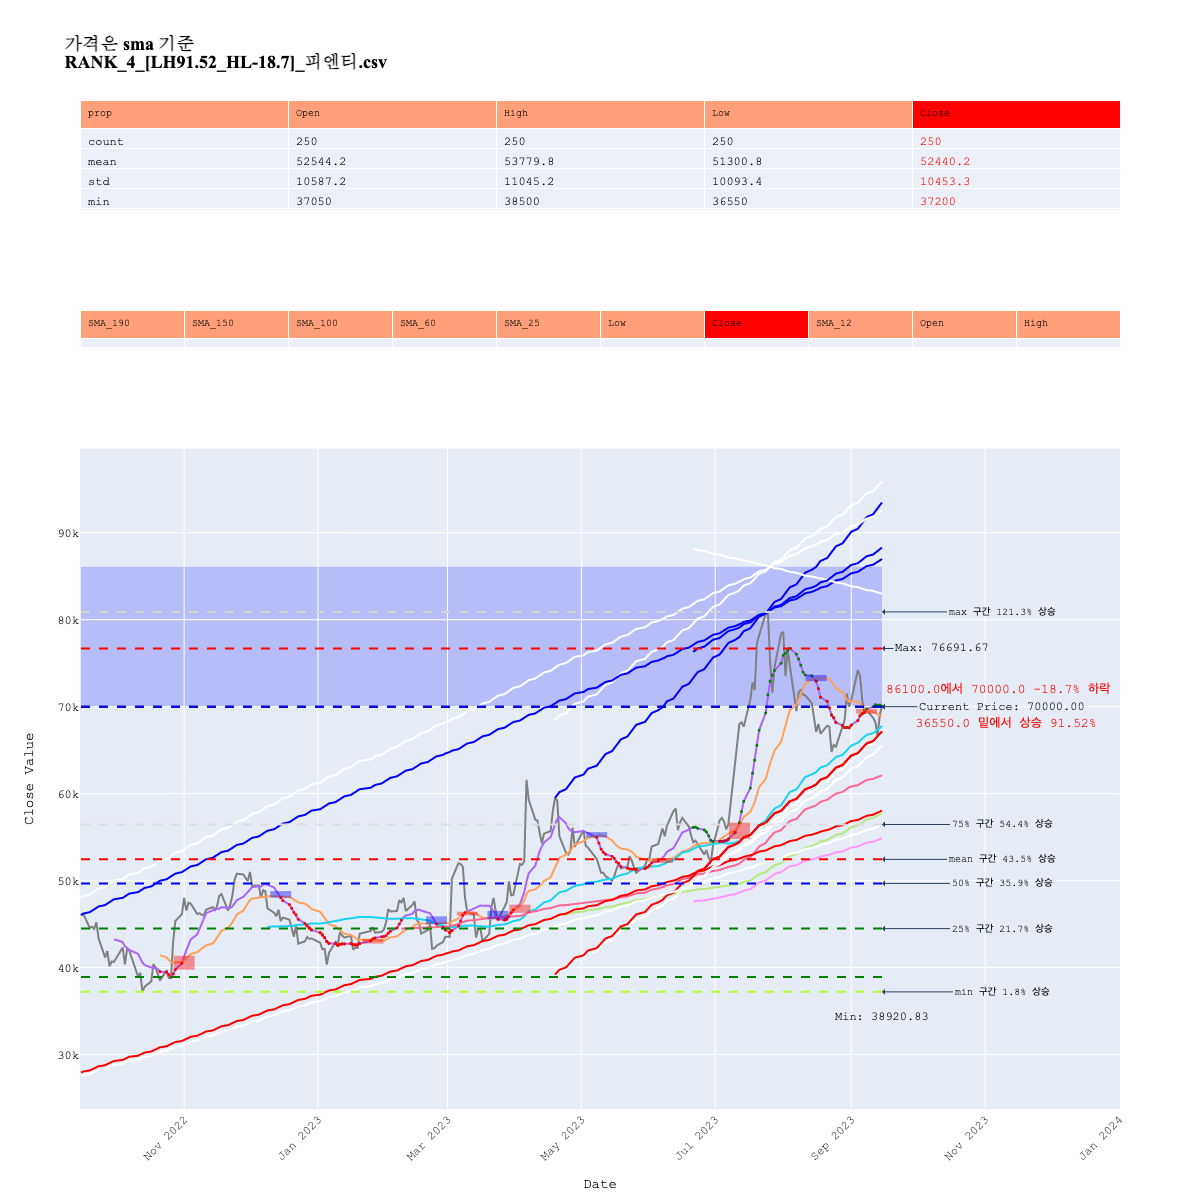 가격은 sma 기준
RANK_4_[LH91.52_HL-18.7]_피엔티.csv
prop Open High Low Close
count 250 250 250 250
mean 52544.2 53779.8 51300.8 52440.2
std 10587.2 11045.2 10093.4 10453.3
min 37050 38500 36550 37200
SMA_190 SMA_150 SMA_100 SMA_60 SMA_25 Low Close SMA_12 Open High
90k
80k
70k
60k
50k
40k
30k
Close Value
max 구간 121.3% 상승
Max: 76691.67
86100.0에서 70000.0 -18.7% 하락
Current Price: 70000.00
36550.0 밑에서 상승 91.52%
75% 구간 54.4% 상승
mean 구간 43.5% 상승
50% 구간 35.9% 상승
25% 구간 21.7% 상승
min 구간 1.8% 상승
Min: 38920.83
Nov 2022 Jan 2023 Mar 2023 May 2023 Jul 2023 Sep 2023 Nov 2023 Jan 2024
Date